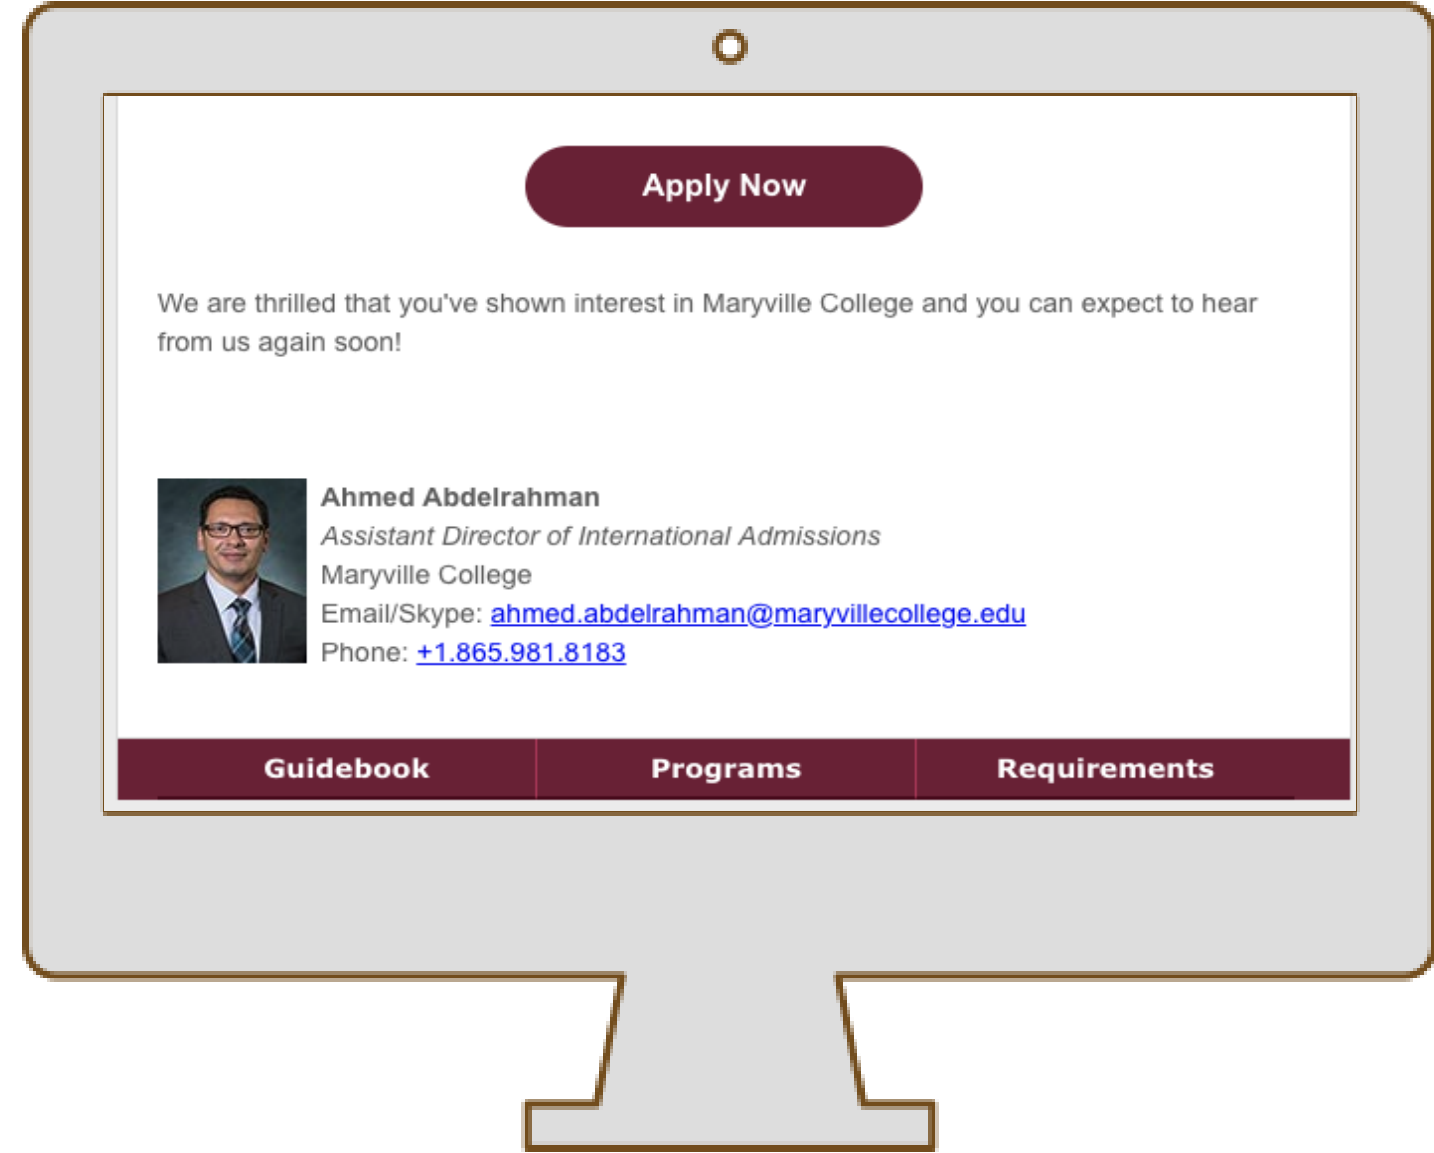 Apply Now
We are thrilled that you've shown interest in Maryville College and you can expect to hear
from us again soon!
Ahmed Abdelrahman
Assistant Director of International Admissions
Maryville College
Email/Skype: ahmed.abdelrahman@maryvillecollege.edu
Phone: +1.865.981.8183
Guidebook Programs Requirements